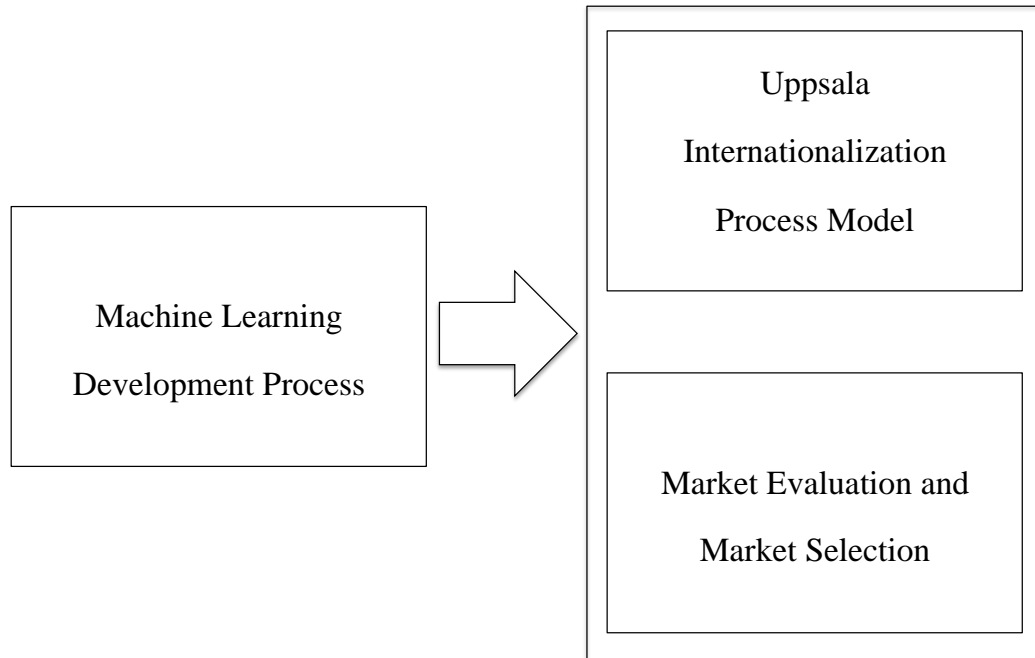 Uppsala
Internationalization
Process Model
Machine Learning
Development Process
Market Evaluation and
Market Selection